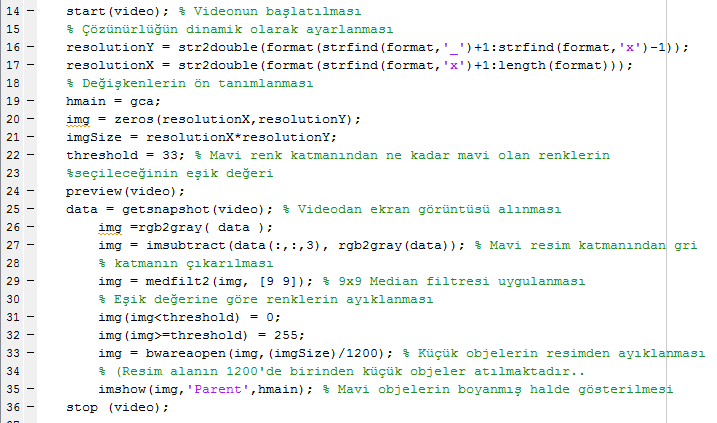 14 – start(video); % Videonun başlatılması
15 % Çözünürlüğün dinamik olarak ayarlanması
16 – resolutionY = str2double(format(strfind(format,'_')+1:strfind(format,'x')-1));
17 – resolutionX = str2double(format(strfind(format,'x')+1:length(format)));
18 % Değişkenlerin ön tanımlanması
19 – hmain = gca;
20 – img = zeros(resolutionX,resolutionY);
21 – imgSize = resolutionX*resolutionY;
22 – threshold = 33; % Mavi renk katmanından ne kadar mavi olan renklerin
23 %seçileceğinin eşik değeri
24 – preview(video);
25 – data = getsnapshot(video); % Videodan ekran görüntüsü alınması
26 – img =rgb2gray( data );
27 – img = imsubtract(data(:,:,3), rgb2gray(data)); % Mavi resim katmanından gri
28 % katmanın çıkarılması
29 – img = medfilt2(img, [9 9]); % 9x9 Median filtresi uygulanması
30 % Eşik değerine göre renklerin ayıklanması
31 – img(img<threshold) = 0;
32 – img(img>=threshold) = 255;
33 – img = bwareaopen(img,(imgSize)/1200); % Küçük objelerin resimden ayıklanması
34 % (Resim alanın 1200'de birinden küçük objeler atılmaktadır..
35 – imshow(img,'Parent',hmain); % Mavi objelerin boyanmış halde gösterilmesi
36 – stop (video);